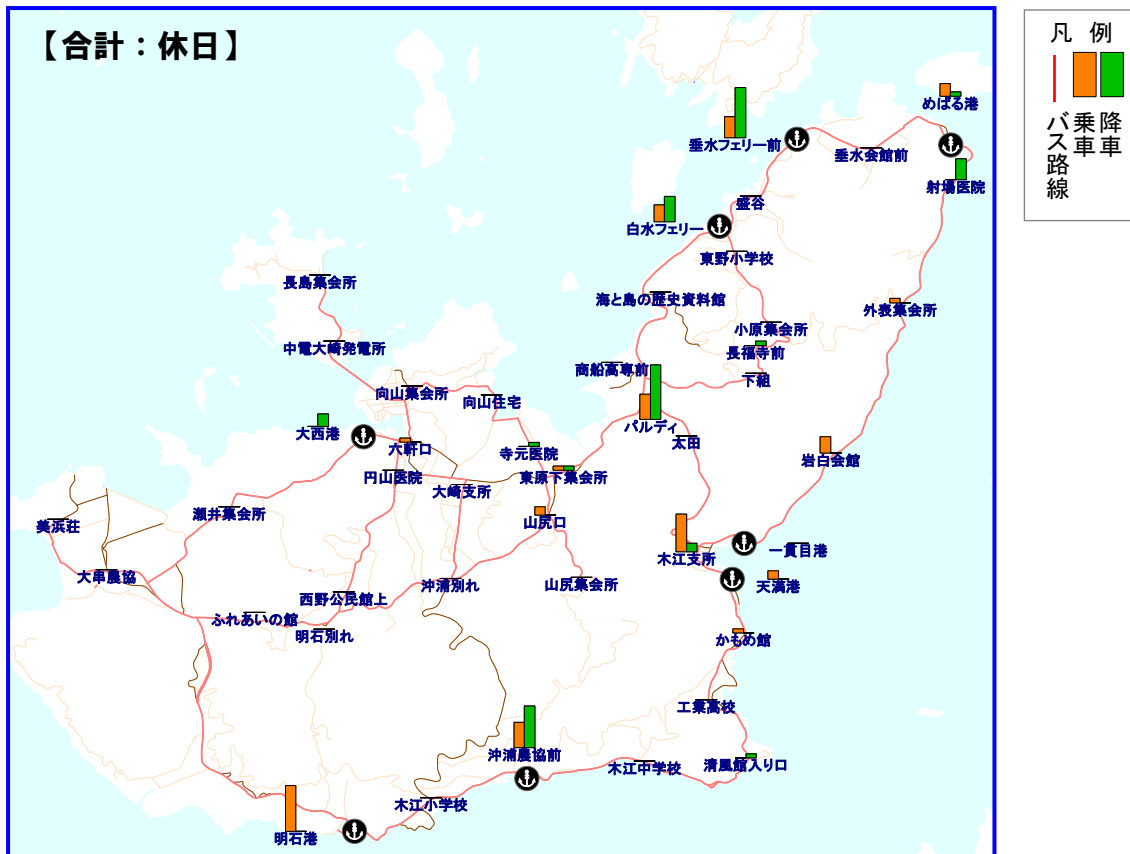 【合計：休日】
凡 例
バス路線
乗車
降車
めばる港
垂水フェリー前
垂水会館前
射場医院
盛谷
白水フェリー
東野小学校
長島集会所
海と島の歴史資料館
外表集会所
小原集会所
中電大崎発電所
長福寺前
商船高専前
下組
向山集会所
向山住宅
大西港
パルディ
太田
六軒口
寺元医院
岩白会館
円山医院
東原下集会所
大崎支所
瀬井集会所
山尻口
美浜荘
木江支所
一貫目港
大串農協
沖浦別れ
山尻集会所
天満港
西野公民館上
ふれあいの館
明石別れ
かもめ館
工業高校
沖浦農協前
木江中学校
清風館入り口
木江小学校
明石港